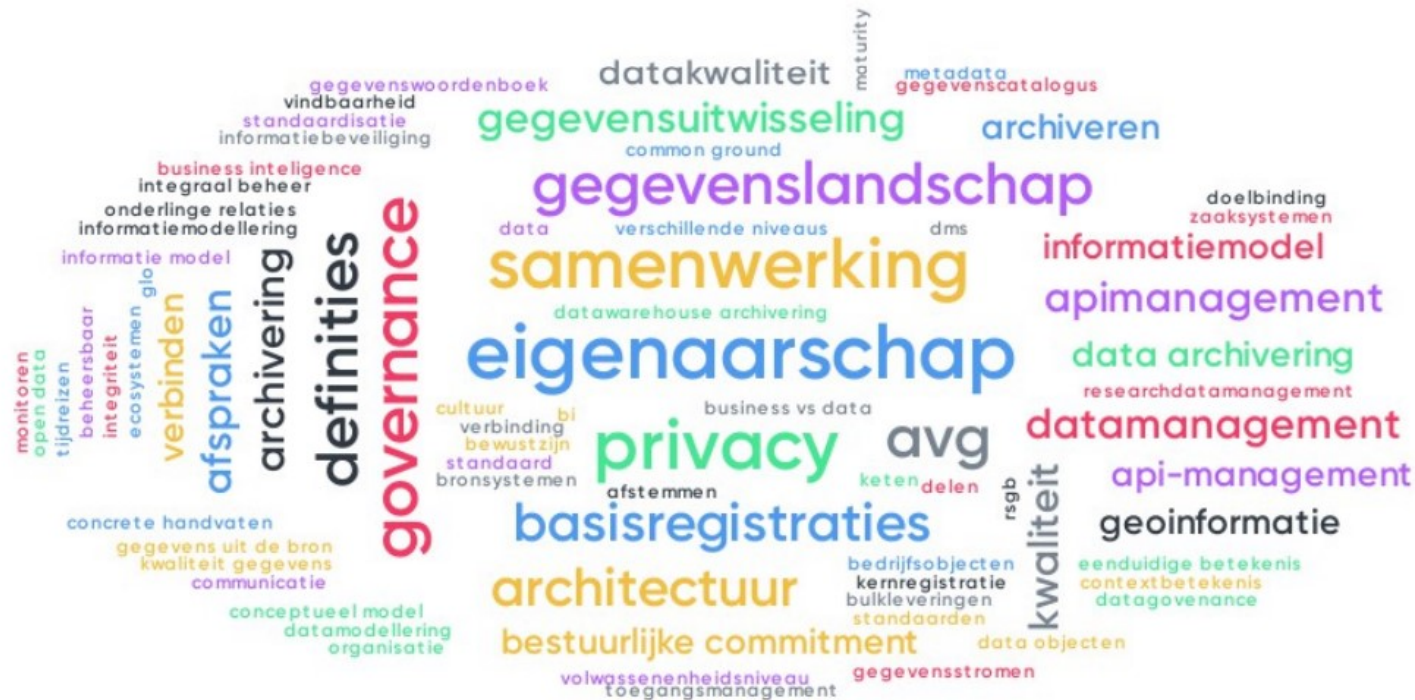 maturity
datakwaliteit
metadata
gegevenswoordenboek
gegevenscatalogus
vindbaarheid
gegevensuitwisseling
standaardisatie
archiveren
informatiebeveiliging
common ground
business inteligence
gegevenslandschap
integraal beheer
doelbinding
onderlinge relaties
zaaksystemen
informatiemodellering
data
verschillende niveaus
dms
informatiemodel
informatie model
samenwerking
glo
apimanagement
datawarehouse archivering
monitoren
open data
tijdreizen
beheersbaar
integriteit
ecosystemen
verbinden
afspraken
archivering
definities
governance
eigenaarschap
data archivering
researchdatamanagement
cultuur
bi
business vs data
verbinding
datamanagement
bewustzijn
privacy
avg
standaard
api-management
bronsystemen
keten
delen
afstemmen
rsgb
kwaliteit
basisregistraties
geoinformatie
concrete handvaten
gegevens uit de bron
kwaliteit gegevens
bedrijfsobjecten
eenduidige betekenis
communicatie
kernregistratie
contextbetekenis
architectuur
bulkleveringen
datagovenance
conceptueel model
standaarden
datamodellering
bestuurlijke commitment
data objecten
organisatie
gegevensstromen
volwassenenheidsniveau
toegangsmanagement